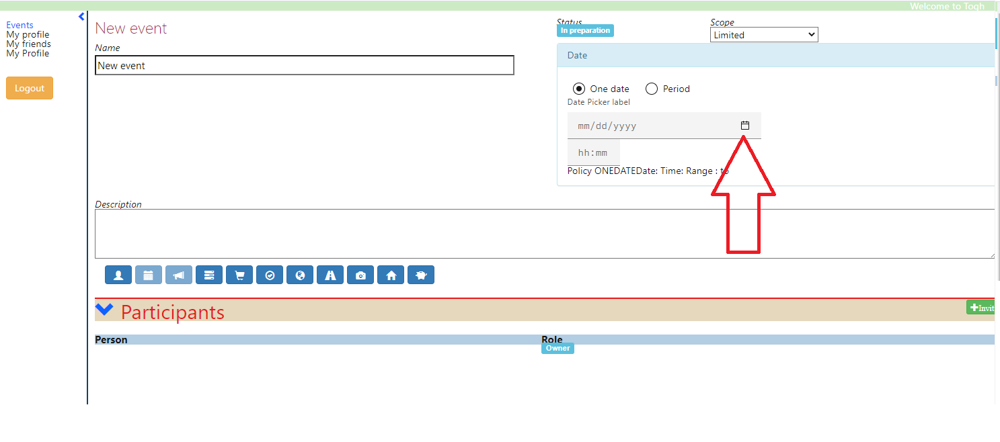 Welcome to Togh
Events
My profile
My friends
My Profile
Logout
New event
Name
New event
Status
In preparation
Scope
Limited
Date
One date
Period
Date Picker label
mm/dd/yyyy
hh:mm
Policy ONEDATEDate: Time: Range : to
Description
Participants
Invit
Person
Role
Owner